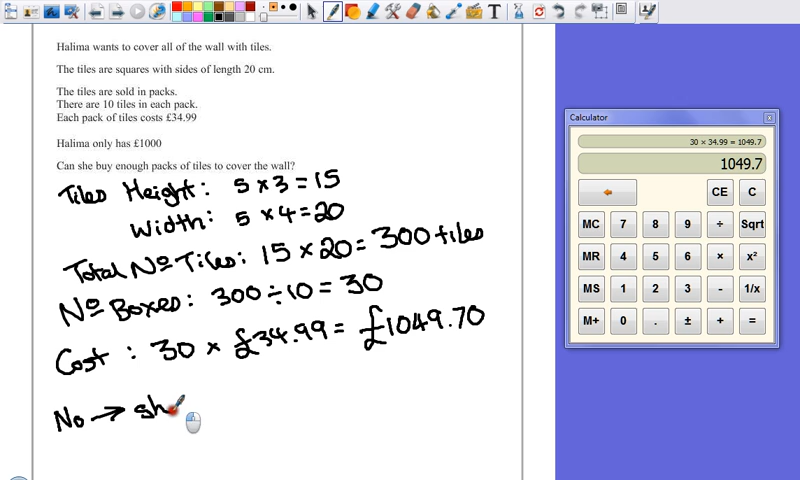 Halima wants to cover all of the wall with tiles.
The tiles are squares with sides of length 20 cm.
The tiles are sold in packs.
There are 10 tiles in each pack.
Each pack of tiles costs £34.99
Halima only has £1000
Can she buy enough packs of tiles to cover the wall?
Tiles Height: 5 × 3 = 15
Width: 5 × 4 = 20
Total Nº Tiles: 15 × 20 = 300 tiles
Nº Boxes: 300 ÷ 10 = 30
Cost : 30 × £34.99 = £1049.70
No → sh
Calculator
30 × 34.99 = 1049.7
1049.7
CE C
MC 7 8 9 ÷ Sqrt
MR 4 5 6 × x²
MS 1 2 3 - 1/x
M+ 0 . ± + =
T